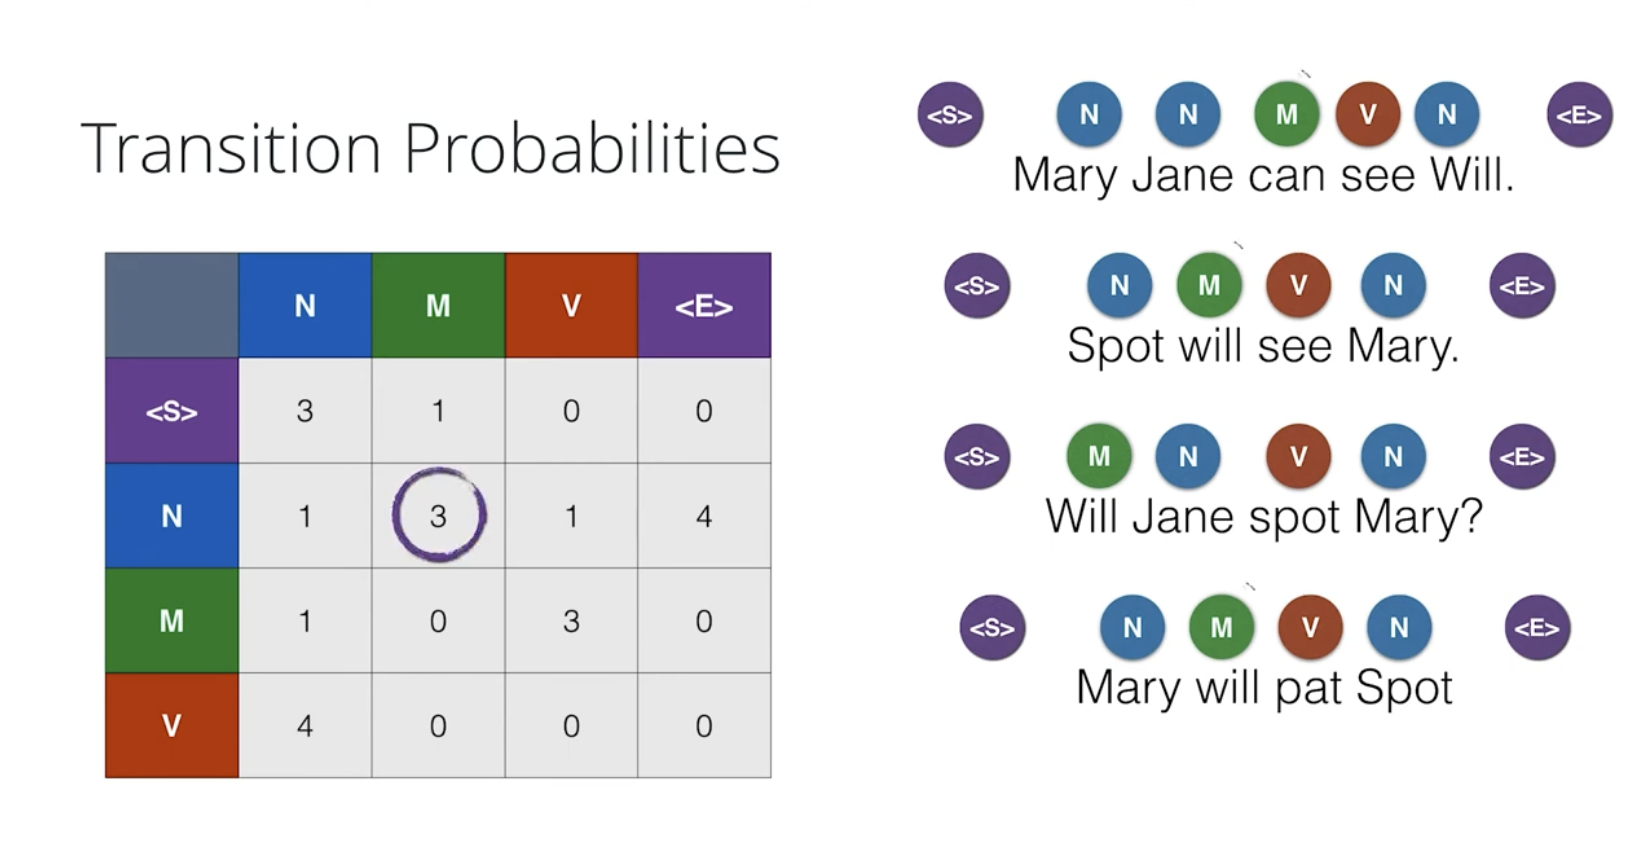 Transition Probabilities
N M V <E>
<S> 3 1 0 0
N 1 3 1 4
M 1 0 3 0
V 4 0 0 0
<S> N N M V N <E>
Mary Jane can see Will.
<S> N M V N <E>
Spot will see Mary.
<S> M N V N <E>
Will Jane spot Mary?
<S> N M V N <E>
Mary will pat Spot